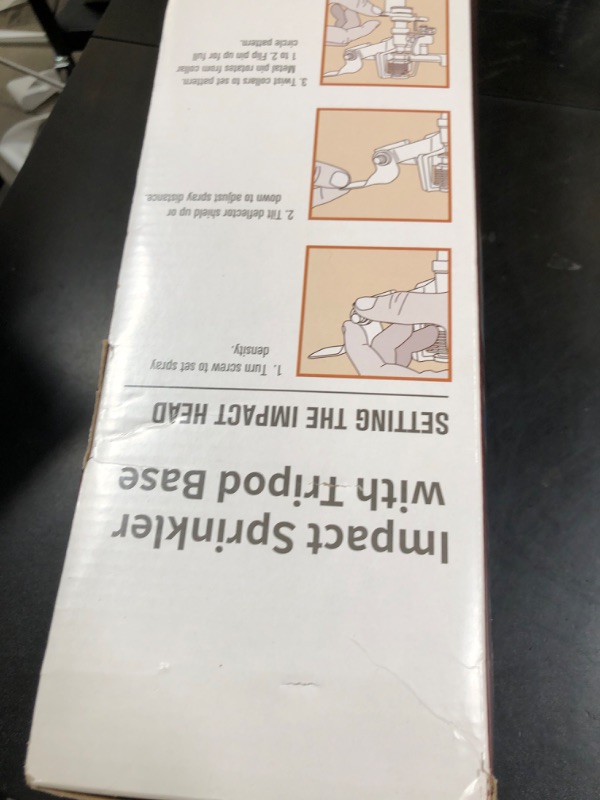 Impact Sprinkler
with Tripod Base
SETTING THE IMPACT HEAD
1. Turn screw to set spray
density.
2. Tilt deflector shield up or
down to adjust spray distance.
3. Twist collars to set pattern.
Metal pin rotates from collar
1 to 2. Flip pin up for full
circle pattern.